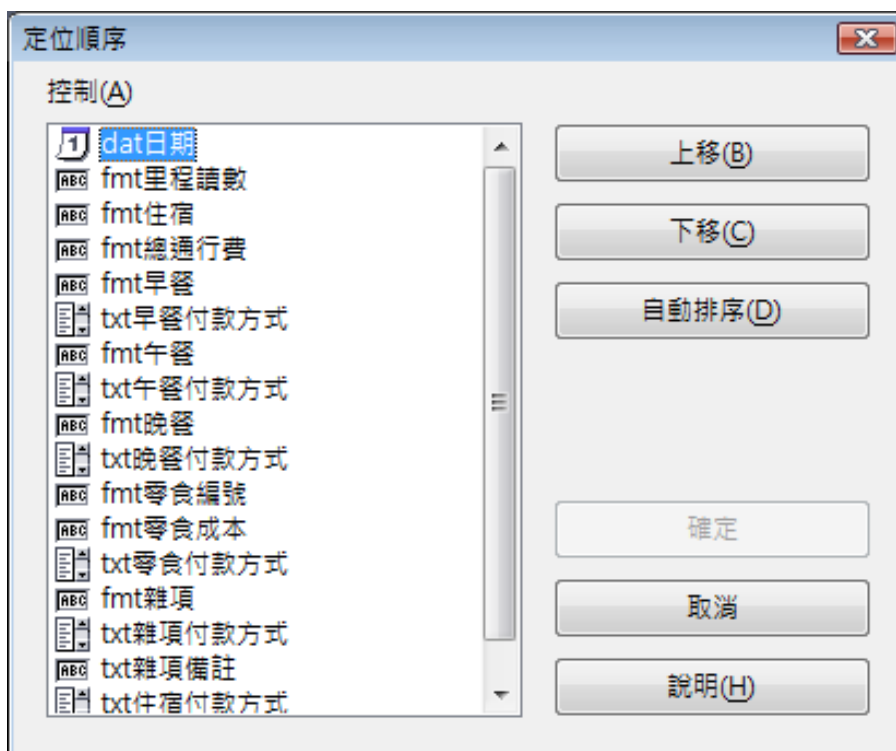 定位順序
控制(A)
dat日期
fmt里程讀數
fmt住宿
fmt總通行費
fmt早餐
txt早餐付款方式
fmt午餐
txt午餐付款方式
fmt晚餐
txt晚餐付款方式
fmt零食編號
fmt零食成本
txt零食付款方式
fmt雜項
txt雜項付款方式
txt雜項備註
txt住宿付款方式
上移(B)
下移(C)
自動排序(D)
確定
取消
說明(H)